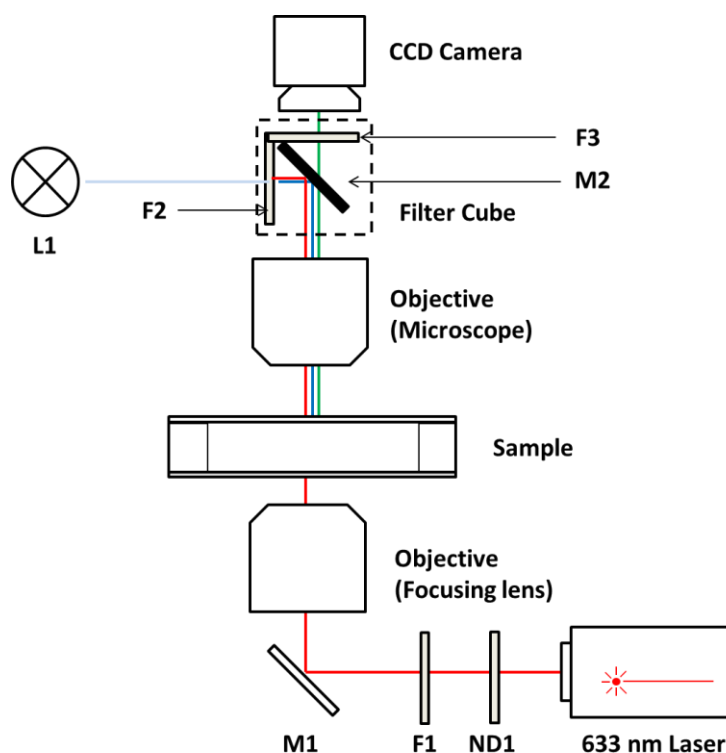 CCD Camera
F3
M2
F2
Filter Cube
L1
Objective
(Microscope)
Sample
Objective
(Focusing lens)
M1
F1
ND1
633 nm Laser